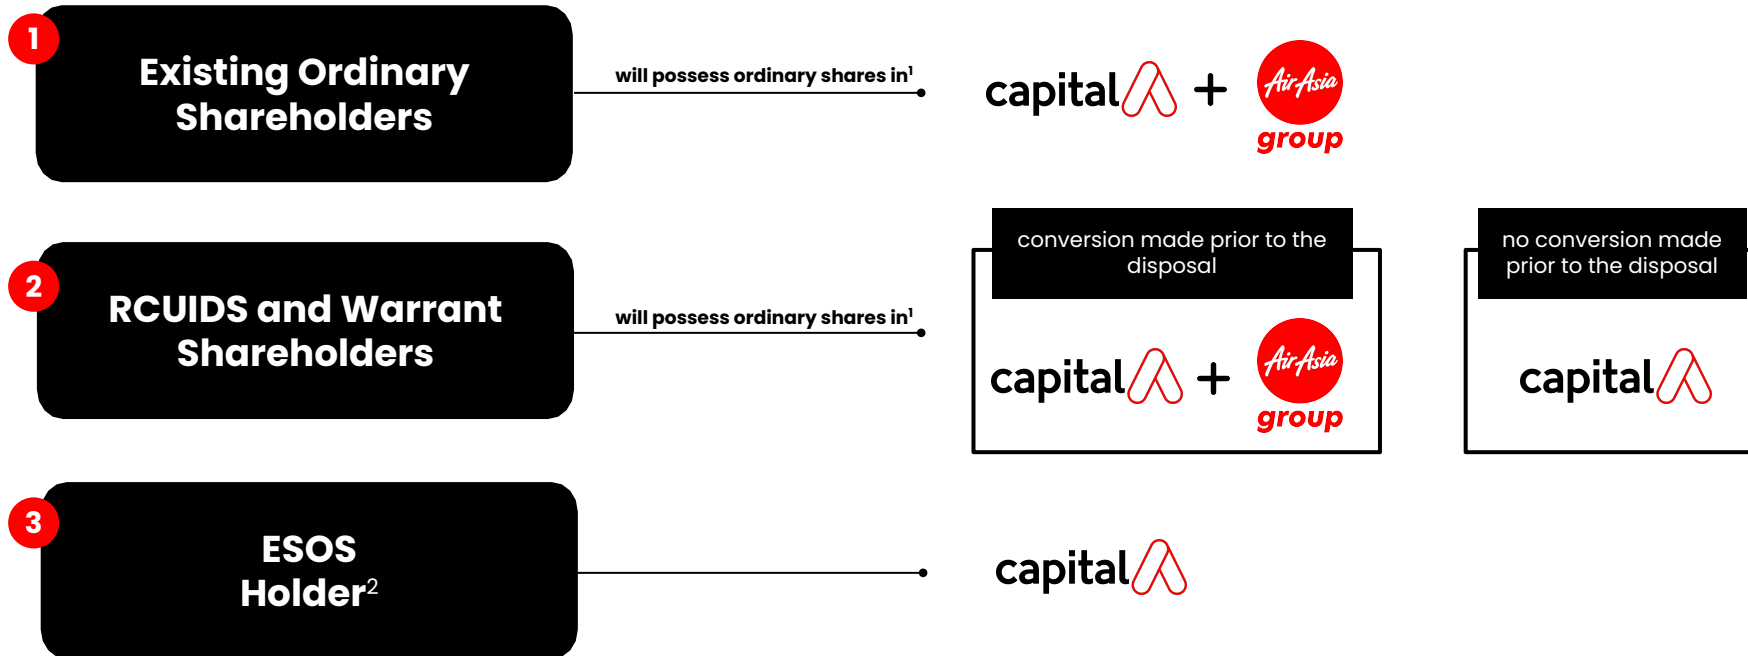 1
Existing Ordinary
Shareholders
will possess ordinary shares in¹
capital A + AirAsia
group
2
RCUIDS and Warrant
Shareholders
will possess ordinary shares in¹
conversion made prior to the
disposal
capital A + AirAsia
group
no conversion made
prior to the disposal
capital A
3
ESOS
Holder²
capital A